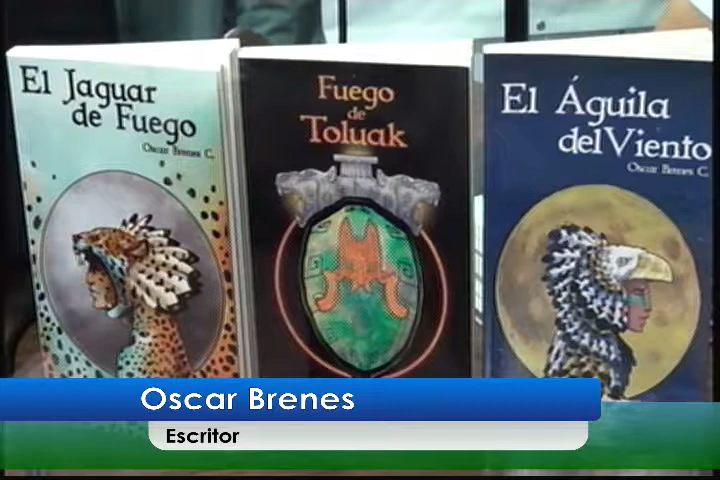 El Jaguar
de Fuego
Oscar Brenes C.
Fuego
de
Toluak
El Águila
del Viento
Oscar Brenes C.
Oscar Brenes
Escritor